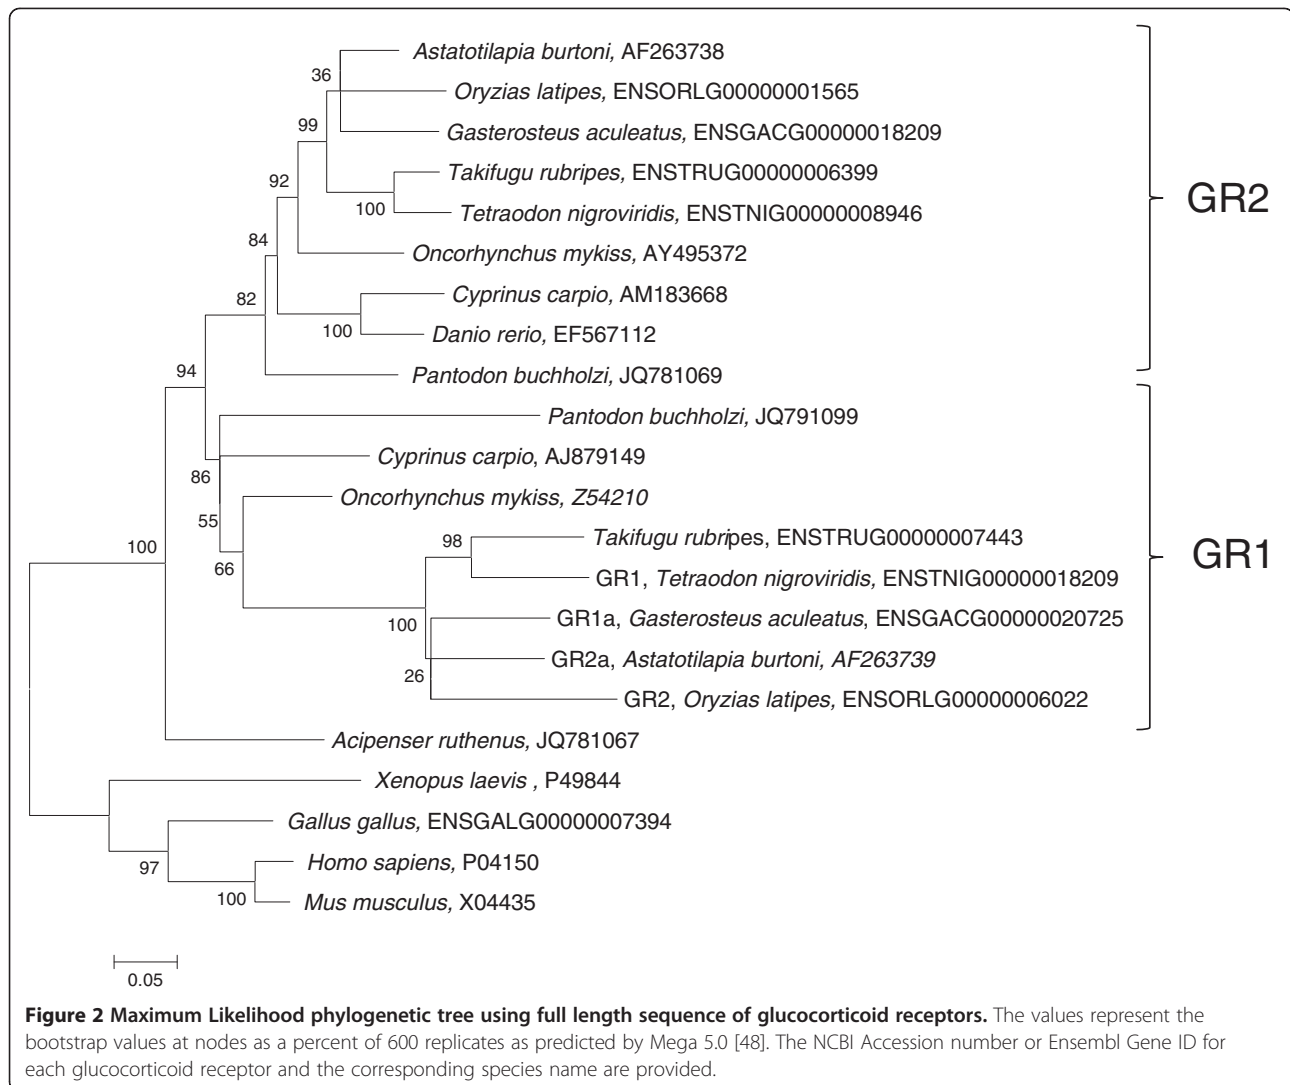 Astatotilapia burtoni, AF263738
36
Oryzias latipes, ENSORLG00000001565
99
Gasterosteus aculeatus, ENSGACG00000018209
Takifugu rubripes, ENSTRUG00000006399
92
100
Tetraodon nigroviridis, ENSTNIG00000008946
GR2
84
Oncorhynchus mykiss, AY495372
82
Cyprinus carpio, AM183668
100
Danio rerio, EF567112
94
Pantodon buchholzi, JQ781069
Pantodon buchholzi, JQ791099
Cyprinus carpio, AJ879149
86
Oncorhynchus mykiss, Z54210
55
98
Takifugu rubripes, ENSTRUG00000007443
100
GR1
66
GR1, Tetraodon nigroviridis, ENSTNIG00000018209
100
GR1a, Gasterosteus aculeatus, ENSGACG00000020725
GR2a, Astatotilapia burtoni, AF263739
26
GR2, Oryzias latipes, ENSORLG00000006022
Acipenser ruthenus, JQ781067
Xenopus laevis , P49844
Gallus gallus, ENSGALG00000007394
97
Homo sapiens, P04150
100
Mus musculus, X04435
0.05
Figure 2 Maximum Likelihood phylogenetic tree using full length sequence of glucocorticoid receptors. The values represent the
bootstrap values at nodes as a percent of 600 replicates as predicted by Mega 5.0 [48]. The NCBI Accession number or Ensembl Gene ID for
each glucocorticoid receptor and the corresponding species name are provided.